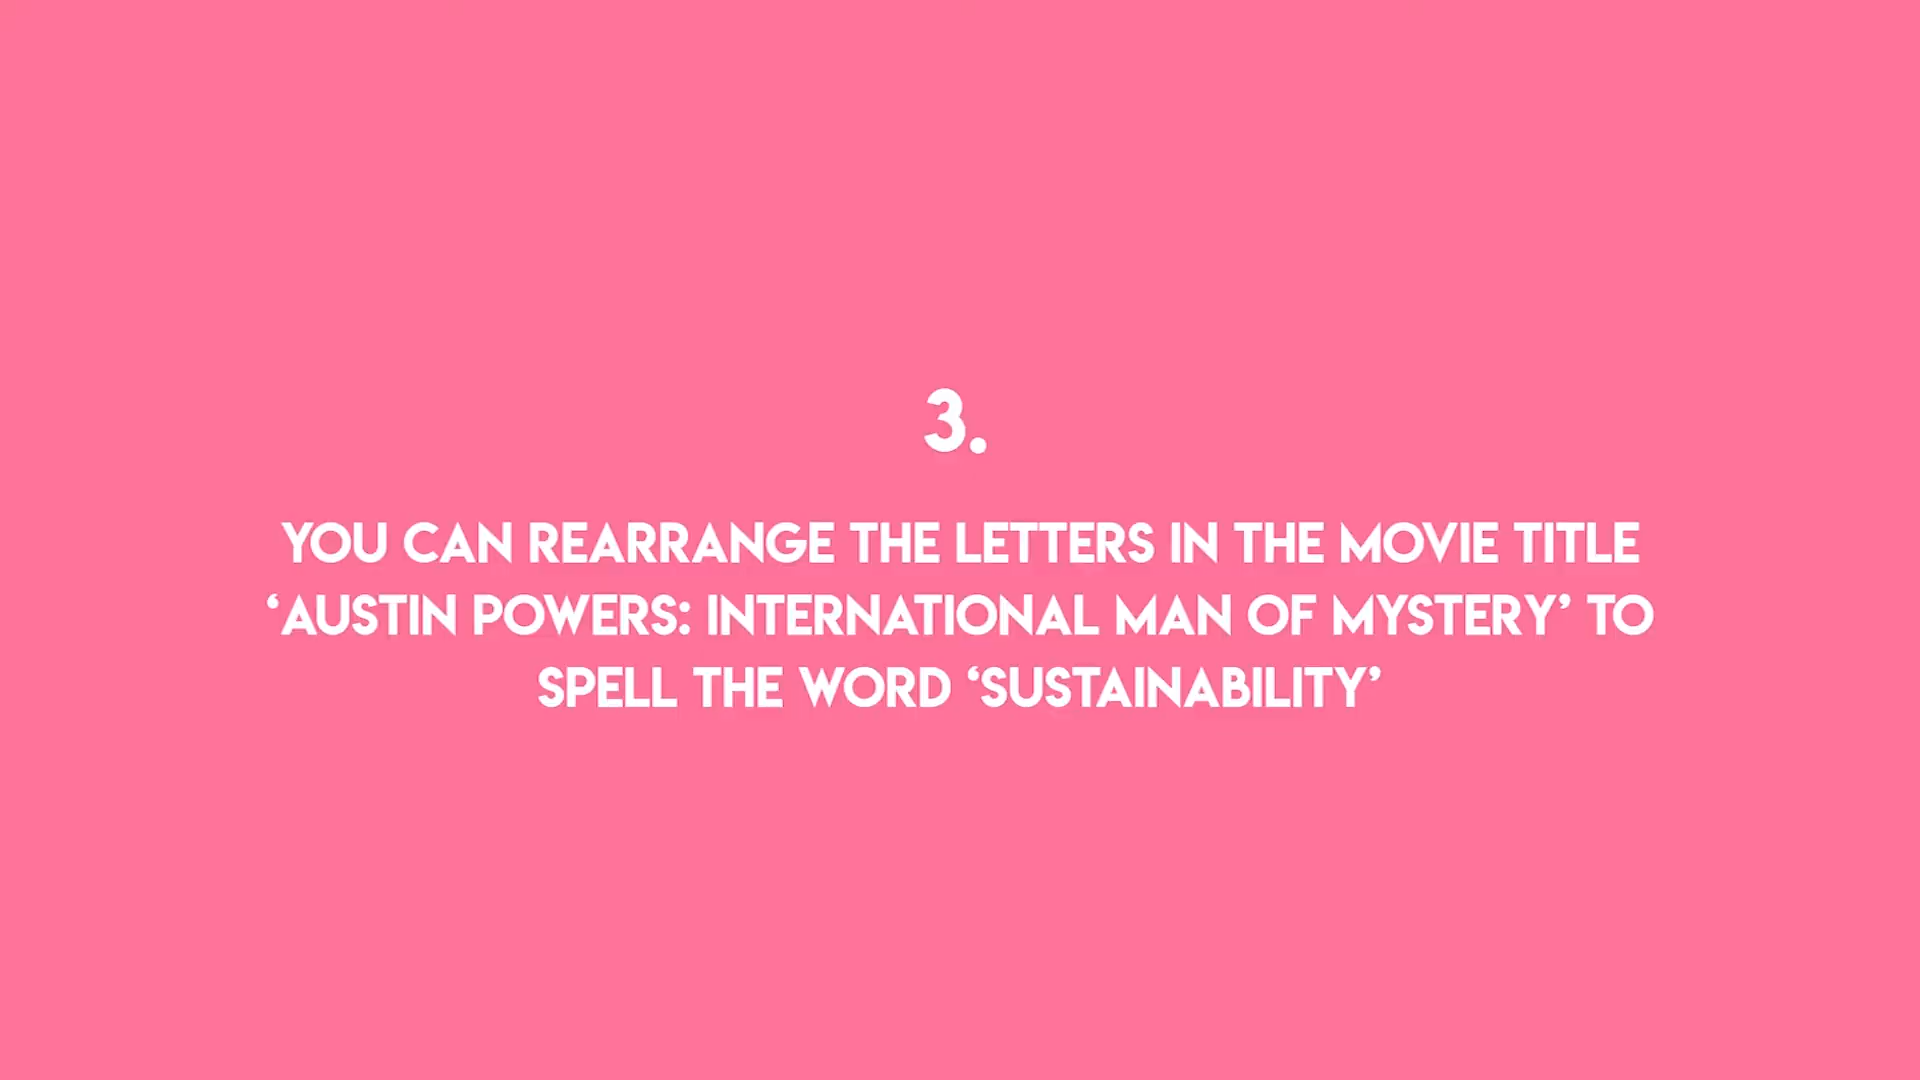 3.
YOU CAN REARRANGE THE LETTERS IN THE MOVIE TITLE
‘AUSTIN POWERS: INTERNATIONAL MAN OF MYSTERY’ TO
SPELL THE WORD ‘SUSTAINABILITY’